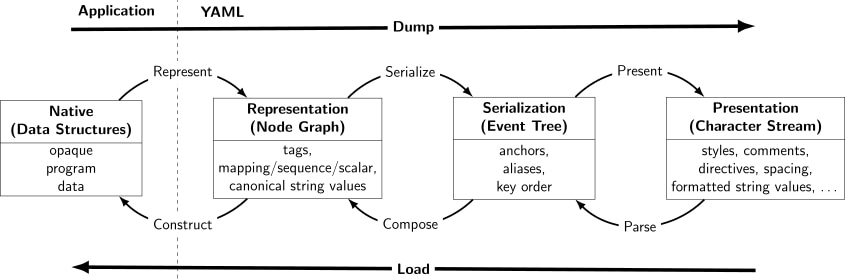 Application
YAML
Dump
Represent
Serialize
Present
Native
(Data Structures)
opaque
program
data
Representation
(Node Graph)
tags,
mapping/sequence/scalar,
canonical string values
Serialization
(Event Tree)
anchors,
aliases,
key order
Presentation
(Character Stream)
styles, comments,
directives, spacing,
formatted string values, ...
Construct
Compose
Parse
Load